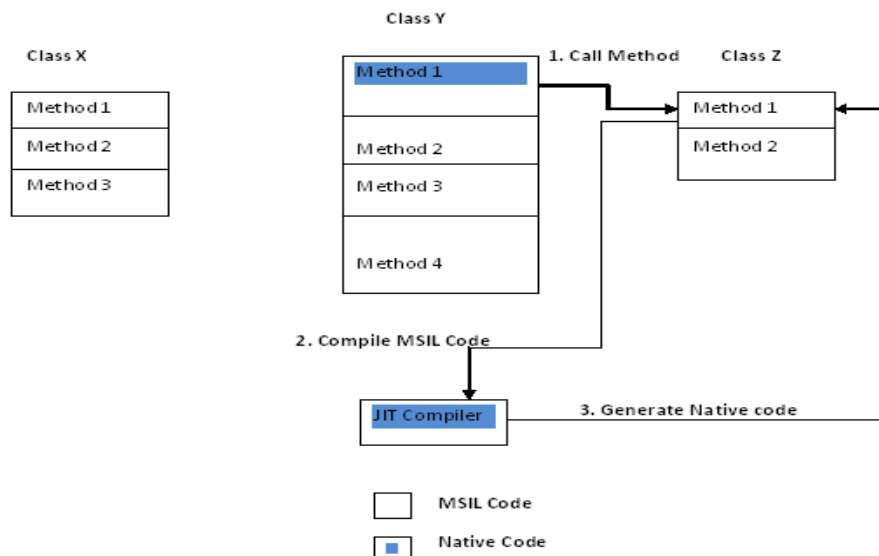 Class Y
Class X
1. Call Method
Class Z
Method 1
Method 2
Method 3
Method 1
Method 2
Method 3
Method 4
Method 1
Method 2
2. Compile MSIL Code
JIT Compiler
3. Generate Native code
MSIL Code
Native Code